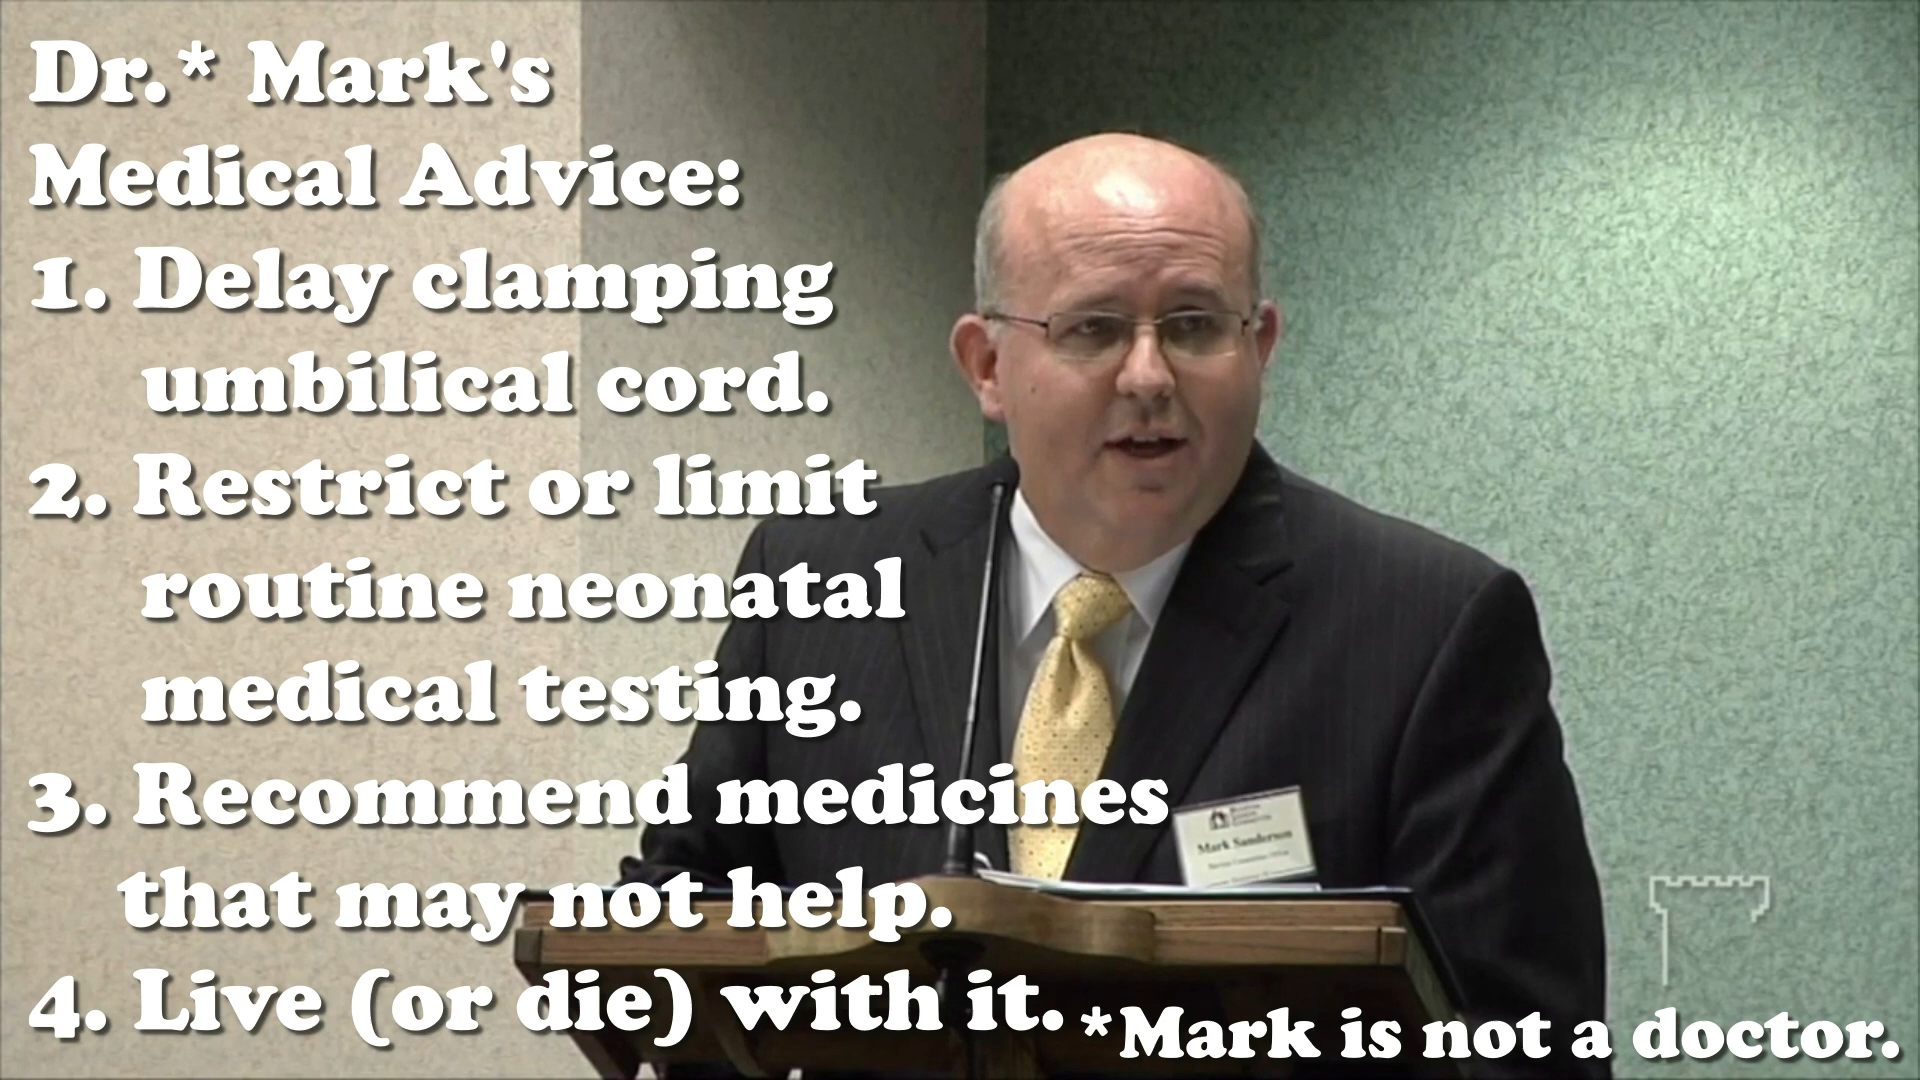 Dr.* Mark's
Medical Advice:
1. Delay clamping
umbilical cord.
2. Restrict or limit
routine neonatal
medical testing.
3. Recommend medicines
that may not help.
4. Live (or die) with it.
*Mark is not a doctor.
Mark Sanderson